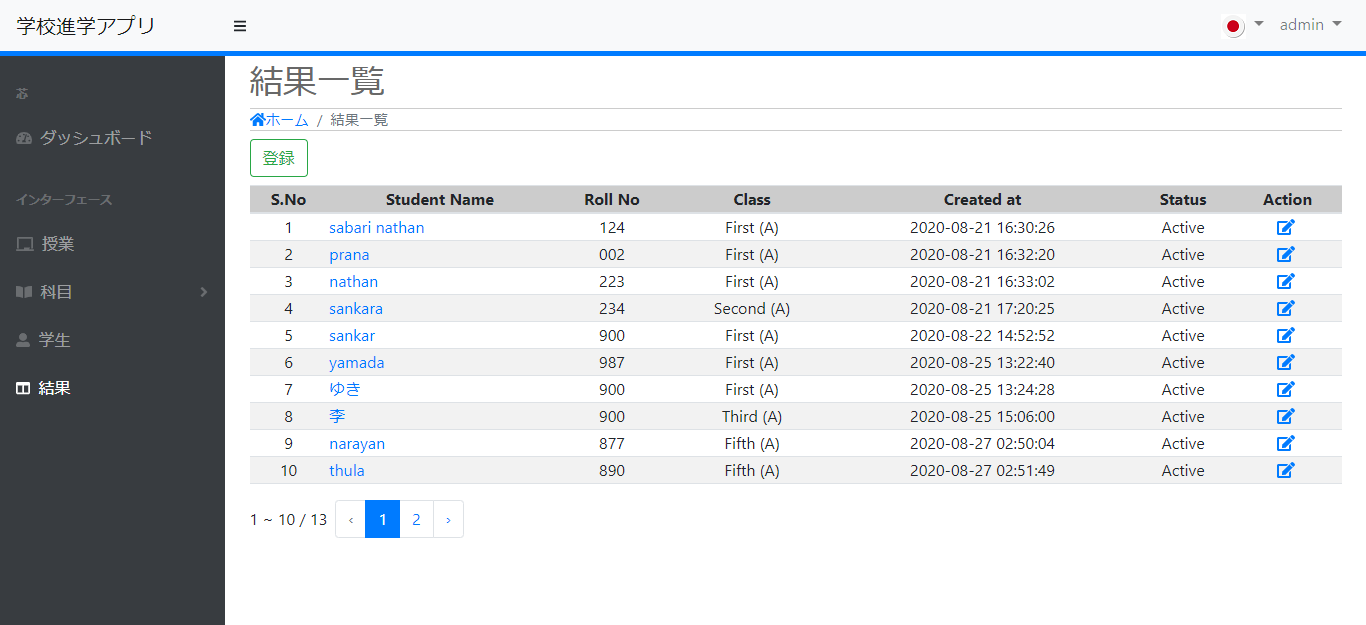 学校進学アプリ admin
芯
ダッシュボード
インターフェース
授業
科目
学生
結果
結果一覧
ホーム / 結果一覧
登録
S.No Student Name Roll No Class Created at Status Action
1 sabari nathan 124 First (A) 2020-08-21 16:30:26 Active
2 prana 002 First (A) 2020-08-21 16:32:20 Active
3 nathan 223 First (A) 2020-08-21 16:33:02 Active
4 sankara 234 Second (A) 2020-08-21 17:20:25 Active
5 sankar 900 First (A) 2020-08-22 14:52:52 Active
6 yamada 987 First (A) 2020-08-25 13:22:40 Active
7 ゆき 900 First (A) 2020-08-25 13:24:28 Active
8 李 900 Third (A) 2020-08-25 15:06:00 Active
9 narayan 877 Fifth (A) 2020-08-27 02:50:04 Active
10 thula 890 Fifth (A) 2020-08-27 02:51:49 Active
1 ~ 10 / 13 ‹ 1 2 ›